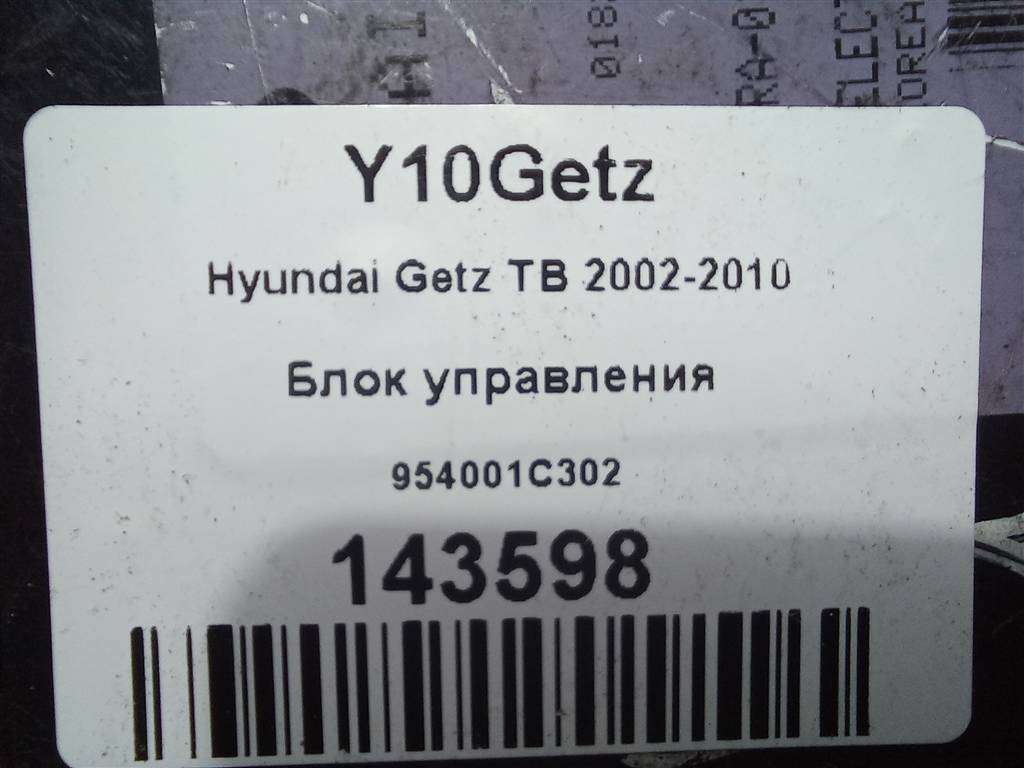 Y10Getz
Hyundai Getz TB 2002-2010
Блок управления
954001C302
143598